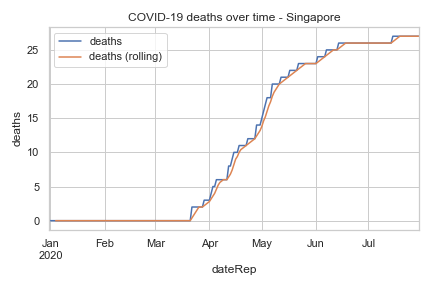 COVID-19 deaths over time - Singapore
deaths
deaths (rolling)
25
20
15
10
5
0
deaths
Jan Feb Mar Apr May Jun Jul
2020
dateRep